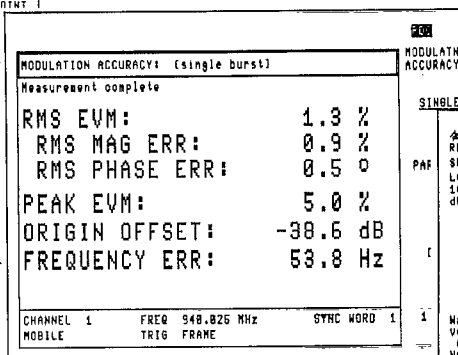 MODULATION ACCURACY: [single burst]
Measurement complete
RMS EVM: 1.3 %
RMS MAG ERR: 0.9 %
RMS PHASE ERR: 0.5 °
PEAK EVM: 5.0 %
ORIGIN OFFSET: -38.6 dB
FREQUENCY ERR: 53.8 Hz
CHANNEL 1 FREQ 940.025 MHz SYNC WORD 1
MOBILE TRIG FRAME
ACCURACY
SINGLE
1